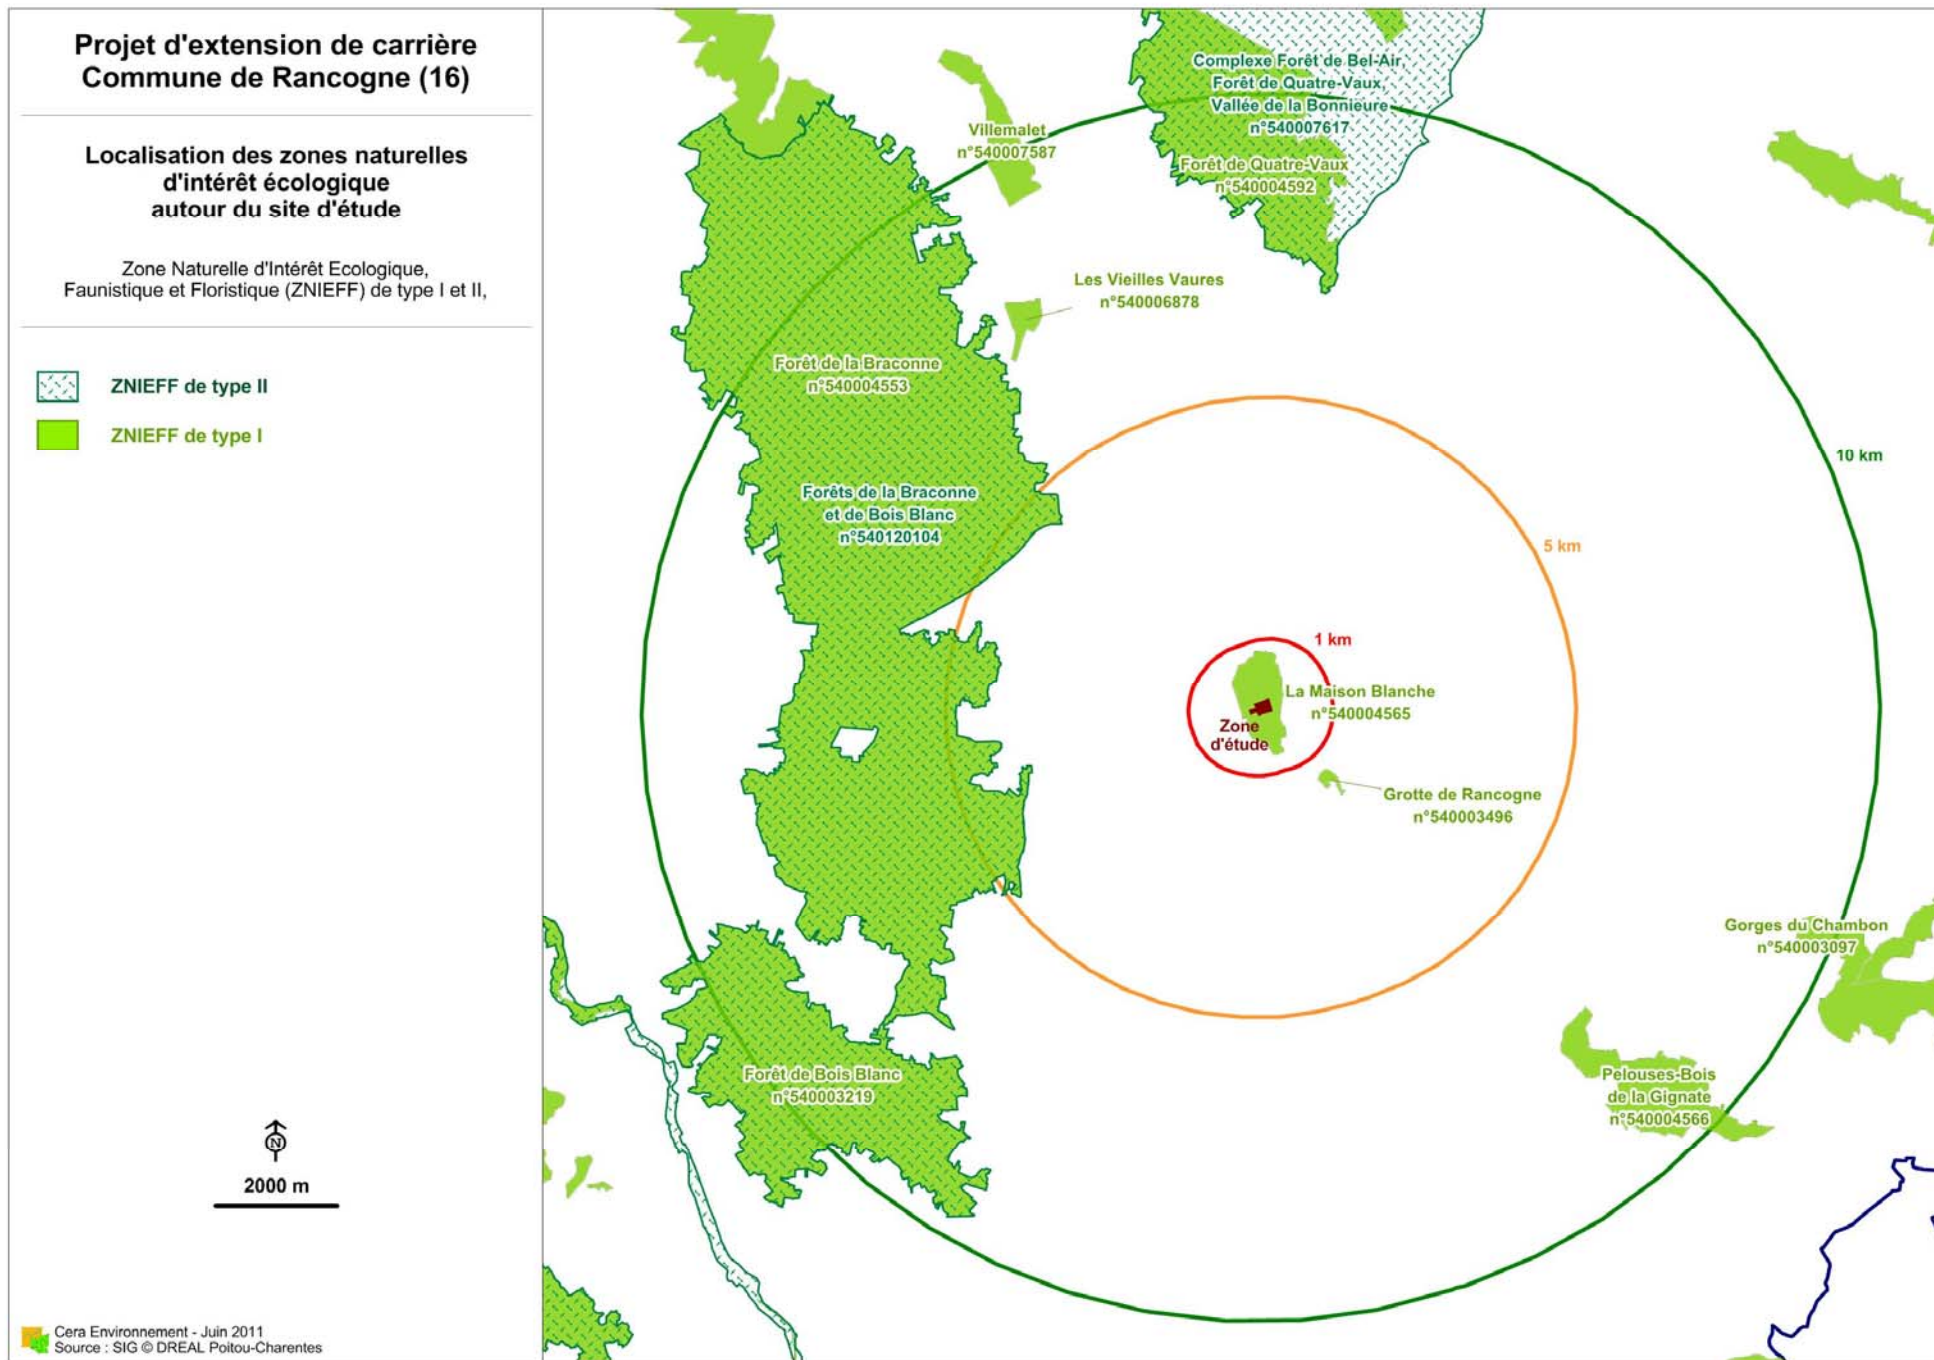 Projet d'extension de carrière
Commune de Rancogne (16)
Localisation des zones naturelles
d'intérêt écologique
autour du site d'étude
Zone Naturelle d'Intérêt Ecologique,
Faunistique et Floristique (ZNIEFF) de type I et II,
ZNIEFF de type II
ZNIEFF de type I
N
2000 m
Cera Environnement - Juin 2011
Source : SIG © DREAL Poitou-Charentes
Complexe Forêt de Bel-Air,
Forêt de Quatre-Vaux,
Vallée de la Bonnieure
n°540007617
Villemalet
n°540007587
Forêt de Quatre-Vaux
n°540004592
Les Vieilles Vaures
n°540006878
Forêt de la Braconne
n°540004553
10 km
Forêts de la Braconne
et de Bois Blanc
n°540120104
5 km
1 km
La Maison Blanche
n°540004565
Zone
d'étude
Grotte de Rancogne
n°540003496
Gorges du Chambon
n°540003097
Forêt de Bois Blanc
n°540003219
Pelouses-Bois
de la Gignate
n°540004566